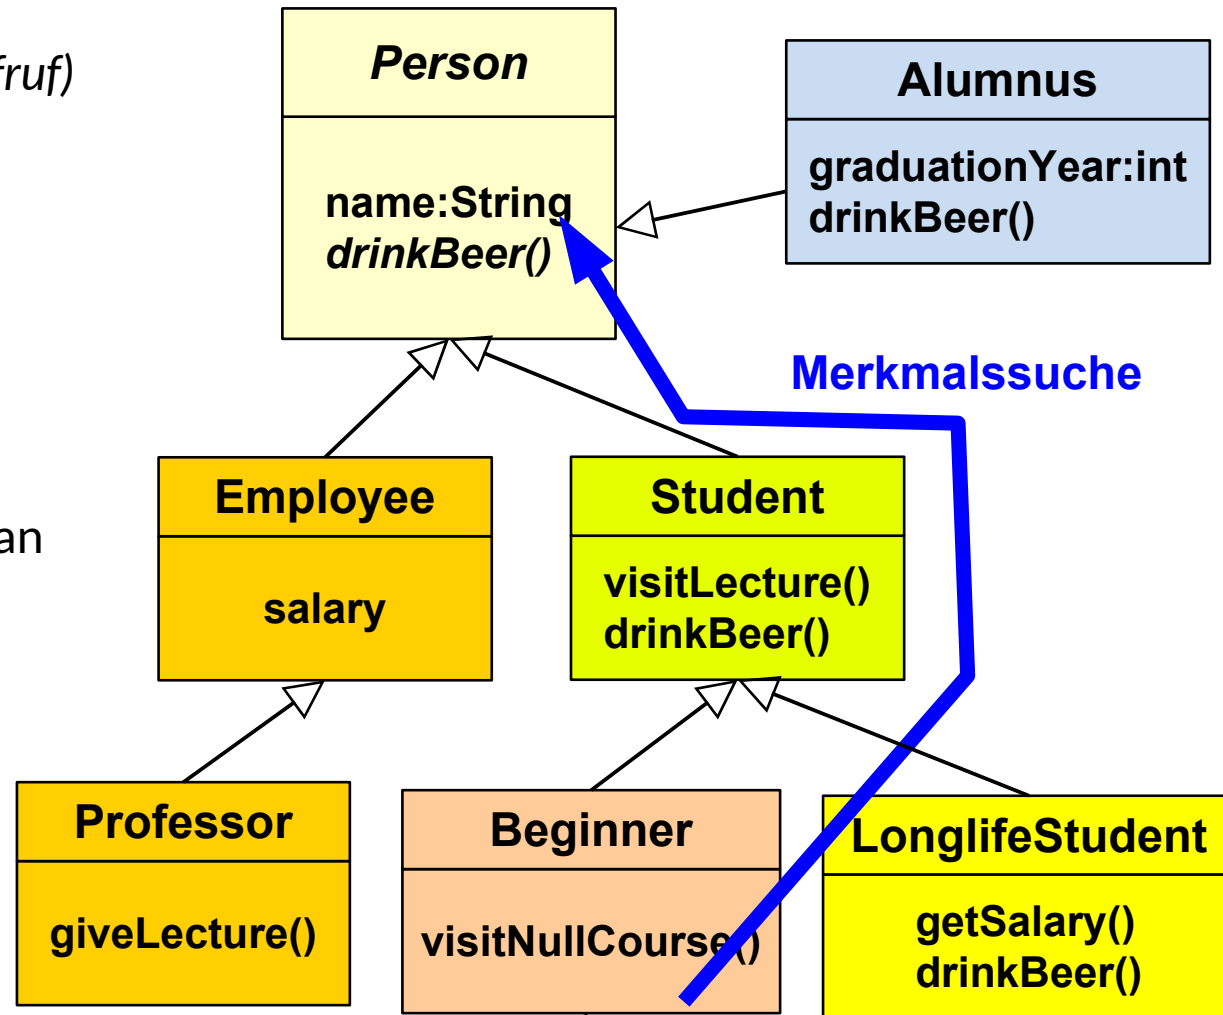 fruf)
Person
name:String
drinkBeer()
Alumnus
graduationYear:int
drinkBeer()
Merkmalssuche
an
Employee
salary
Student
visitLecture()
drinkBeer()
Professor
giveLecture()
Beginner
visitNullCourse()
LonglifeStudent
getSalary()
drinkBeer()